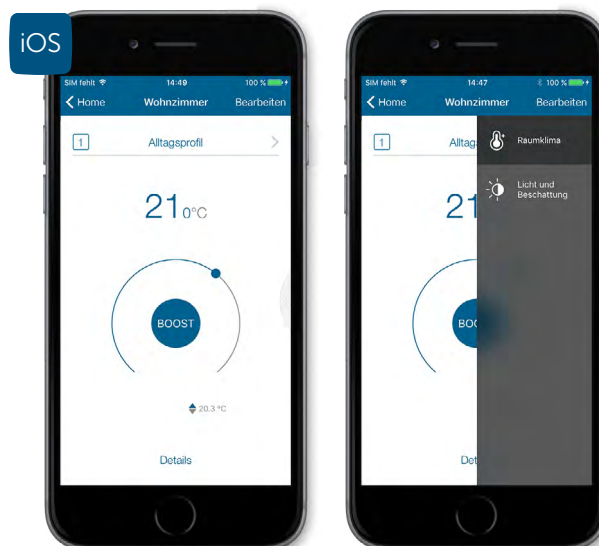 iOS
SIM fehlt 14:49 100 %
Home Wohnzimmer Bearbeiten
1 Alltagsprofil
21 0°C
BOOST
20.3 °C
Details
SIM fehlt 14:47 100 %
Home Wohnzimmer Bearbeiten
1 Alltag
Raumklima
Licht und
Beschattung
21
BOO
Det